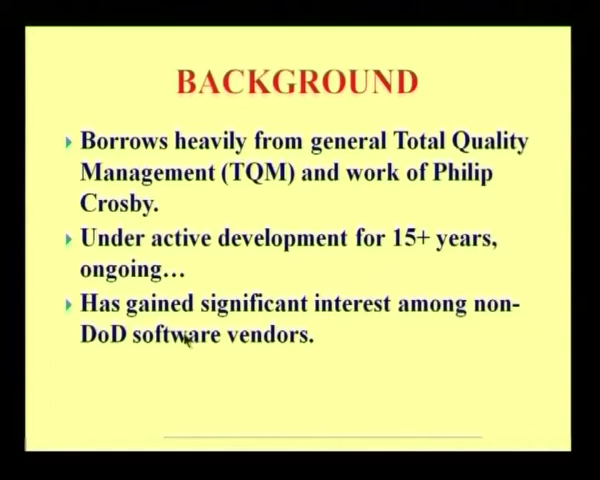 BACKGROUND
Borrows heavily from general Total Quality
Management (TQM) and work of Philip
Crosby.
Under active development for 15+ years,
ongoing…
Has gained significant interest among non-
DoD software vendors.